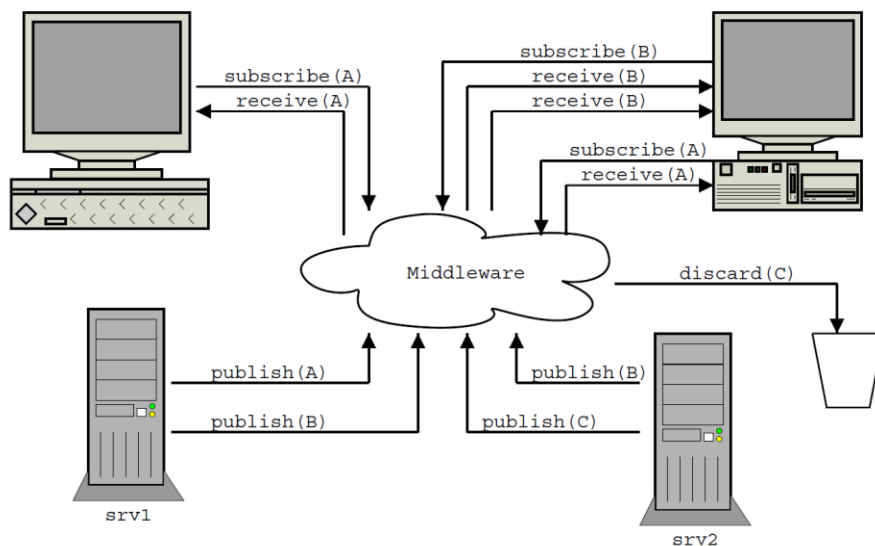 subscribe(A)
receive(A)
subscribe(B)
receive(B)
receive(B)
subscribe(A)
receive(A)
Middleware
discard(C)
publish(A)
publish(B)
publish(B)
publish(C)
srv1
srv2